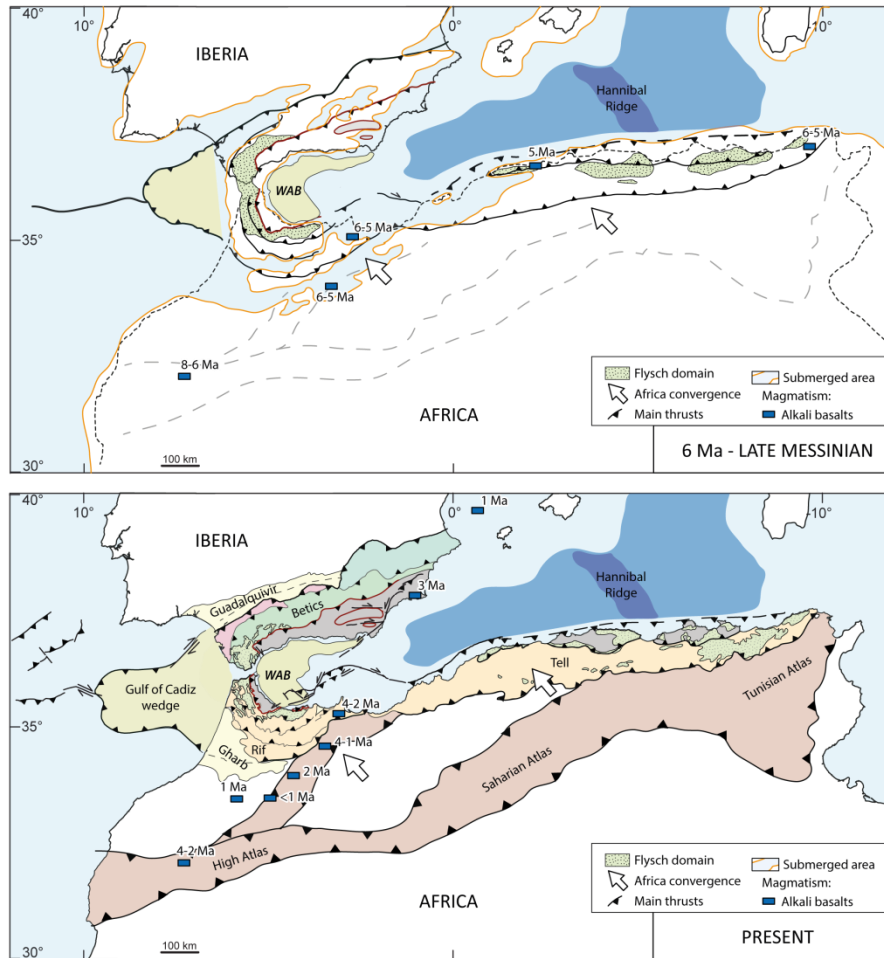 10°
0
10°
40°
IBERIA
Hannibal
Ridge
6-5 Ma
5 Ma
WAB
6-5 Ma
35°
6-5 Ma
8-6 Ma
AFRICA
Flysch domain
Submerged area
Africa convergence
Magmatism:
Main thrusts
Alkali basalts
30°
100 km
6 Ma - LATE MESSINIAN
40°
10°
0
10°
1 Ma
IBERIA
Hannibal
Ridge
3 Ma
Guadalquivir
Betics
WAB
Tell
Gulf of Cadiz
wedge
Tunisian Atlas
35°
4-2 Ma
Rif
4-1 Ma
Gharb
Saharian Atlas
2 Ma
1 Ma
<1 Ma
4-2 Ma
High Atlas
Flysch domain
Submerged area
Africa convergence
Magmatism:
Main thrusts
Alkali basalts
AFRICA
30°
100 km
PRESENT